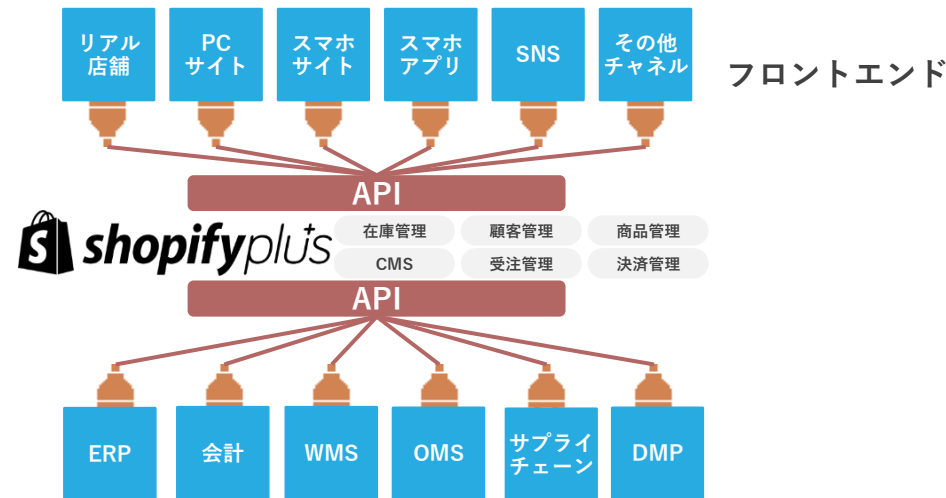 リアル
店舗
PC
サイト
スマホ
サイト
スマホ
アプリ
SNS
その他
チャネル
フロントエンド
API
shopifyplus
在庫管理
顧客管理
商品管理
CMS
受注管理
決済管理
API
ERP
会計
WMS
OMS
サプライ
チェーン
DMP